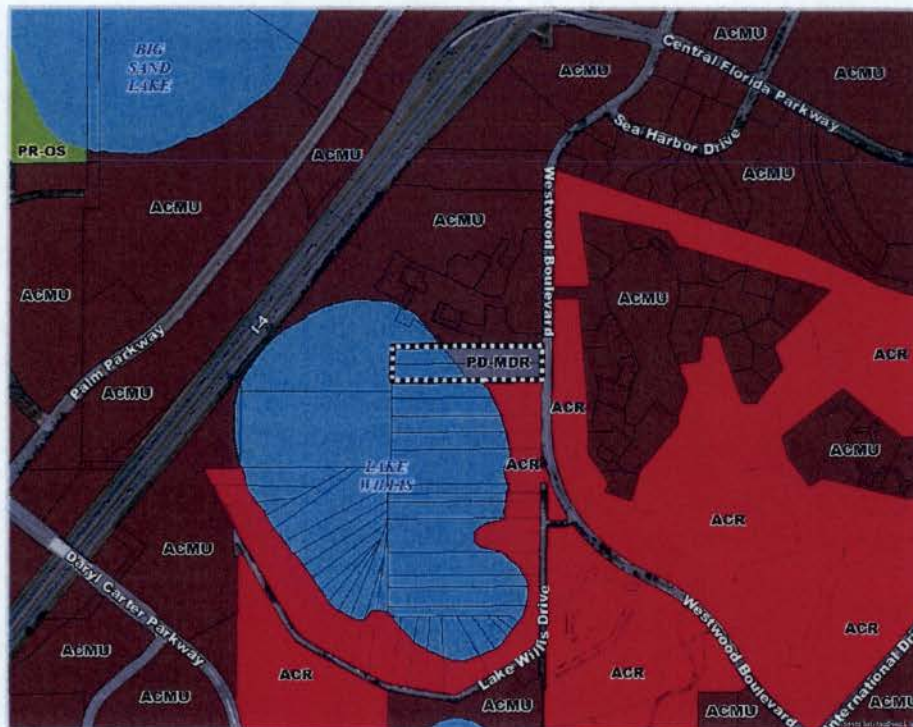 BIG
SAND
LAKE
PR-OS
ACMU
ACMU
ACMU
ACMU
Central Florida Parkway
Sea Harbor Drive
ACMU
ACMU
ACMU
ACMU
Westwood Boulevard
ACMU
ACMU
Palm Parkway
I-4
ACMU
PD-MDR
ACR
ACR
ACMU
LAKE
WILLIS
ACR
ACR
ACMU
Daryl Carter Parkway
ACMU
ACMU
ACR
Lake Willis Drive
ACMU
ACR
Westwood Boulevard
ACR
ACMU
ACMU
International